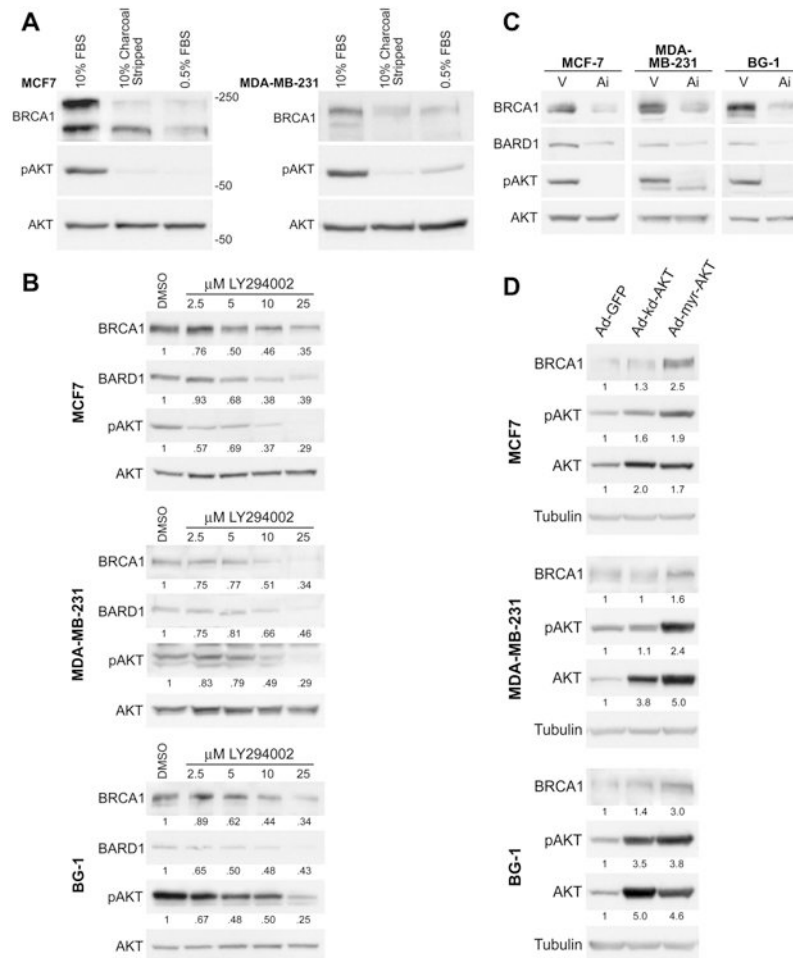 A
MCF7
10% FBS
10% Charcoal
Stripped
0.5% FBS
BRCA1
-250
pAKT
-50
AKT
-50
MDA-MB-231
10% FBS
10% Charcoal
Stripped
0.5% FBS
BRCA1
pAKT
AKT
C
MCF-7
MDA-
MB-231
BG-1
V Ai V Ai V Ai
BRCA1
BARD1
pAKT
AKT
B
MCF7
DMSO
µM LY294002
2.5 5 10 25
BRCA1
1 .76 .50 .46 .35
BARD1
1 .93 .68 .38 .39
pAKT
1 .57 .69 .37 .29
AKT
MDA-MB-231
DMSO
µM LY294002
2.5 5 10 25
BRCA1
1 .75 .77 .51 .34
BARD1
1 .75 .81 .66 .46
pAKT
1 .83 .79 .49 .29
AKT
BG-1
DMSO
µM LY294002
2.5 5 10 25
BRCA1
1 .89 .62 .44 .34
BARD1
1 .65 .50 .48 .43
pAKT
1 .67 .48 .50 .25
AKT
D
Ad-GFP
Ad-kd-AKT
Ad-myr-AKT
MCF7
BRCA1
1 1.3 2.5
pAKT
1 1.6 1.9
AKT
1 2.0 1.7
Tubulin
MDA-MB-231
BRCA1
1 1 1.6
pAKT
1 1.1 2.4
AKT
1 3.8 5.0
Tubulin
BG-1
BRCA1
1 1.4 3.0
pAKT
1 3.5 3.8
AKT
1 5.0 4.6
Tubulin